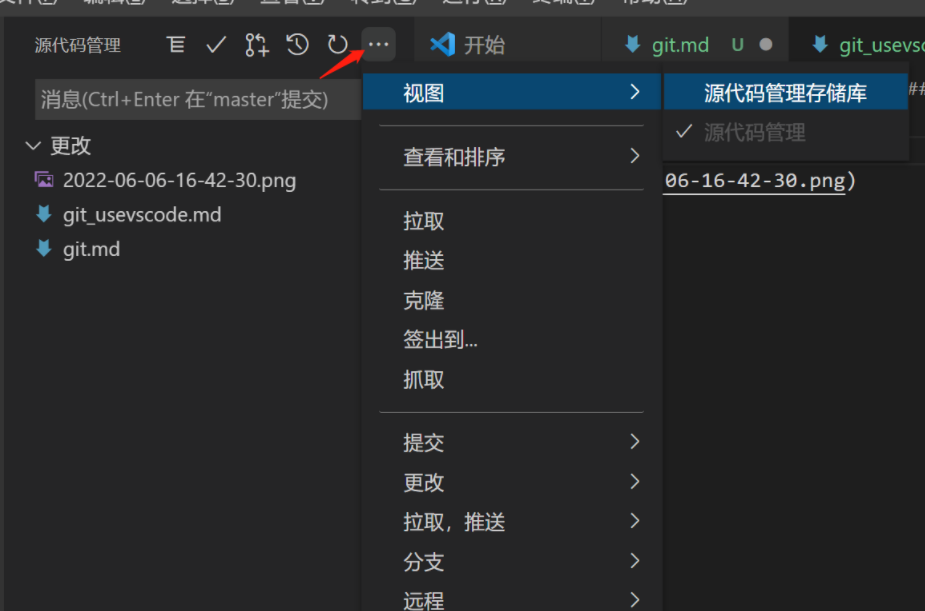 源代码管理
开始
git.md U
git_usevsc
消息(Ctrl+Enter 在“master”提交)
视图
源代码管理存储库
##
更改
查看和排序
源代码管理
2022-06-06-16-42-30.png
06-16-42-30.png)
git_usevscode.md
拉取
git.md
推送
克隆
签出到...
抓取
提交
更改
拉取，推送
分支
远程